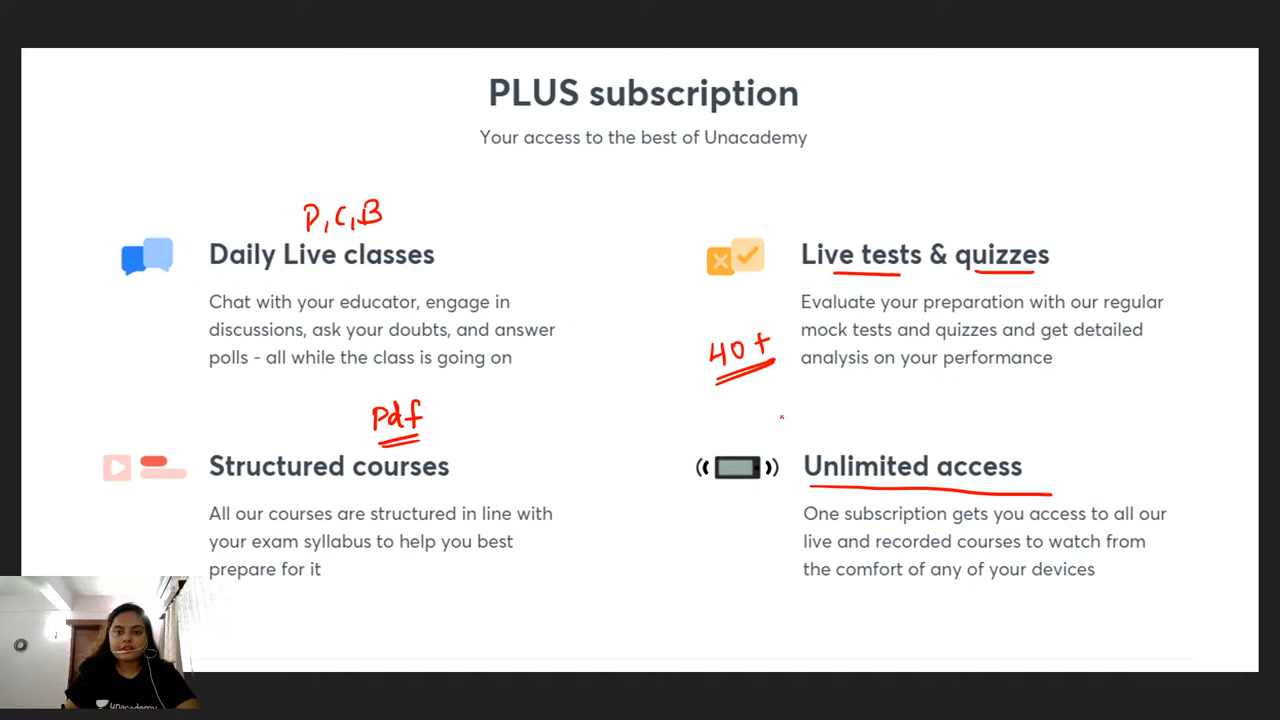 PLUS subscription
Your access to the best of Unacademy
P, C, B
Daily Live classes
Chat with your educator, engage in
discussions, ask your doubts, and answer
polls - all while the class is going on
Live tests & quizzes
Evaluate your preparation with our regular
mock tests and quizzes and get detailed
analysis on your performance
40+
Pdf
Structured courses
All our courses are structured in line with
your exam syllabus to help you best
prepare for it
Unlimited access
One subscription gets you access to all our
live and recorded courses to watch from
the comfort of any of your devices
unacademy